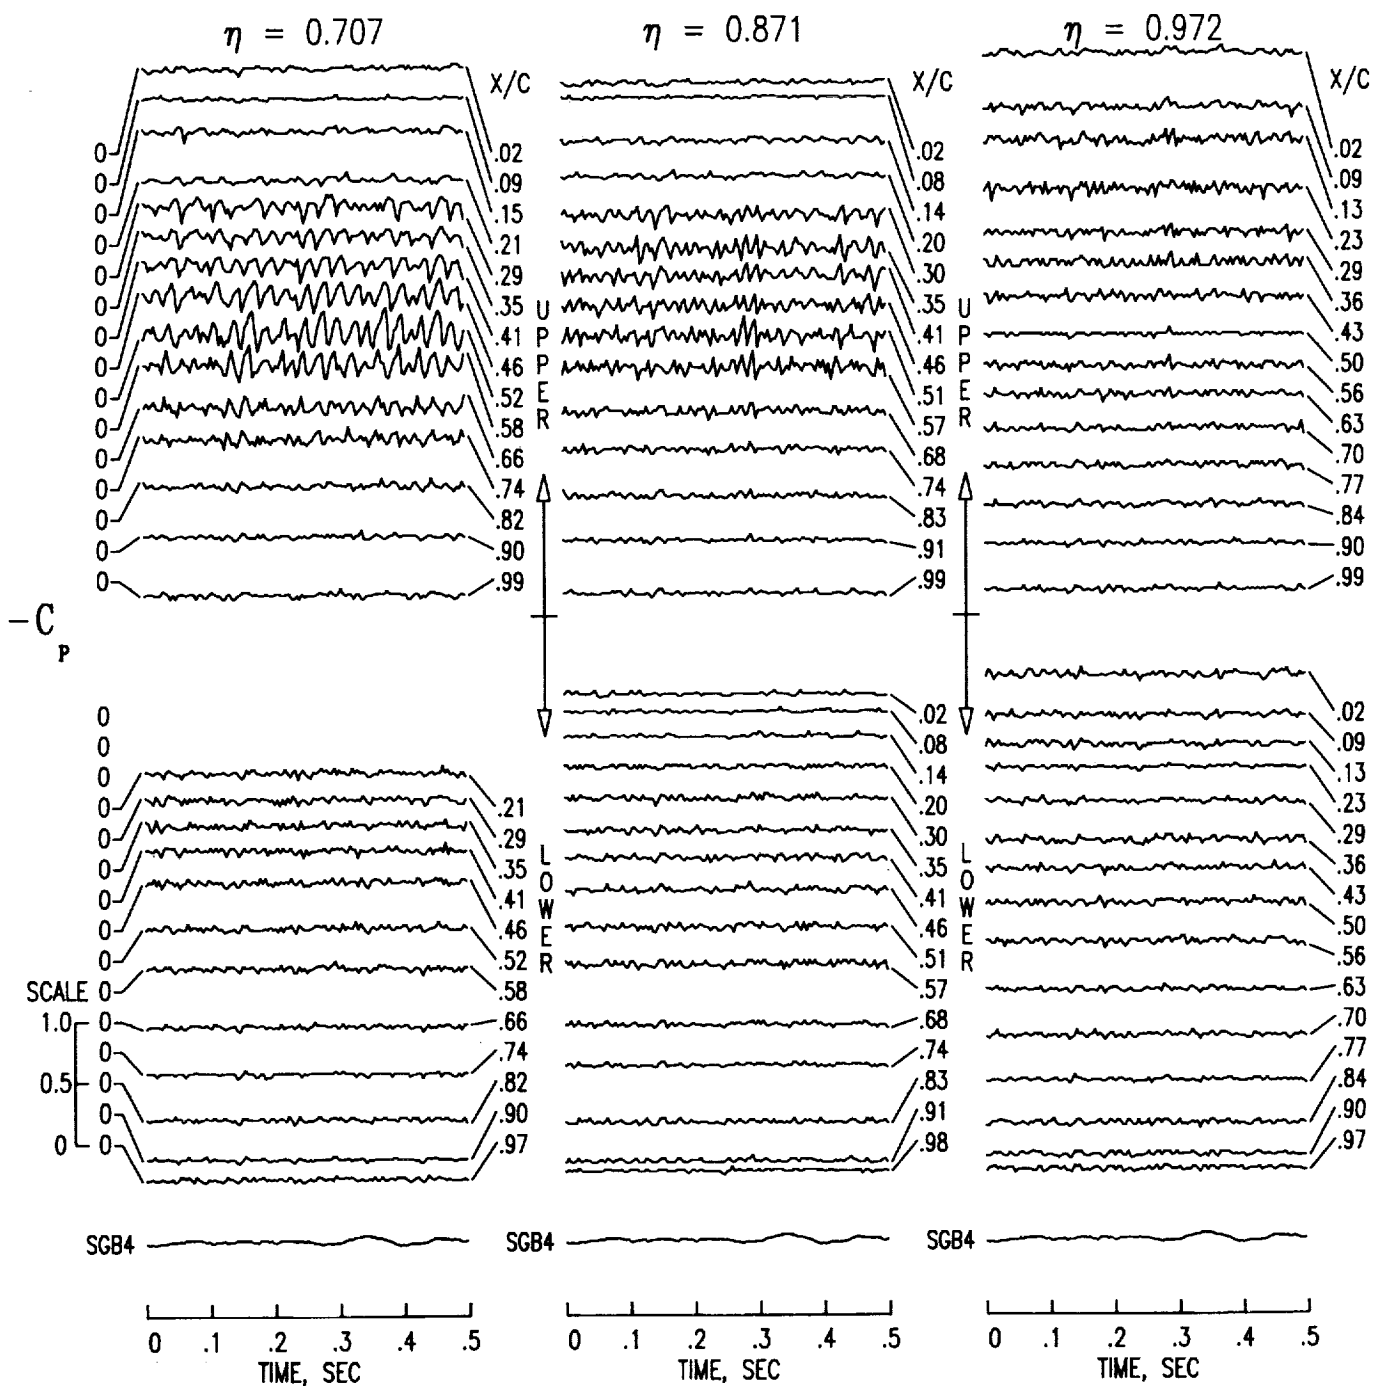 η = 0.707
η = 0.871
η = 0.972
X/C
X/C
X/C
0 .02 .02 .02
0 .09 .08 .09
0 .15 .14 .13
0 .21 .20 .23
0 .29 .30 .29
0 .35 .35 .36
0 .41 .41 .43
0 .46 .46 .50
0 .52 .51 .56
0 .58 .57 .63
0 .66 .68 .70
0 .74 .74 .77
0 .82 .83 .84
0 .90 .91 .90
0 .99 .99 .99
UPPER
UPPER
-C
P
0 .02 .02
0 .08 .09
0 .14 .13
0 .21 .20 .23
0 .29 .30 .29
0 .35 .35 .36
0 .41 .41 .43
0 .46 .46 .50
0 .52 .51 .56
SCALE 0 .58 .57 .63
1.0 0 .66 .68 .70
0 .74 .74 .77
0.5 0 .82 .83 .84
0 .90 .91 .90
0 0 .97 .98 .97
LOWER
LOWER
SGB4
SGB4
SGB4
0 .1 .2 .3 .4 .5
0 .1 .2 .3 .4 .5
0 .1 .2 .3 .4 .5
TIME, SEC
TIME, SEC
TIME, SEC